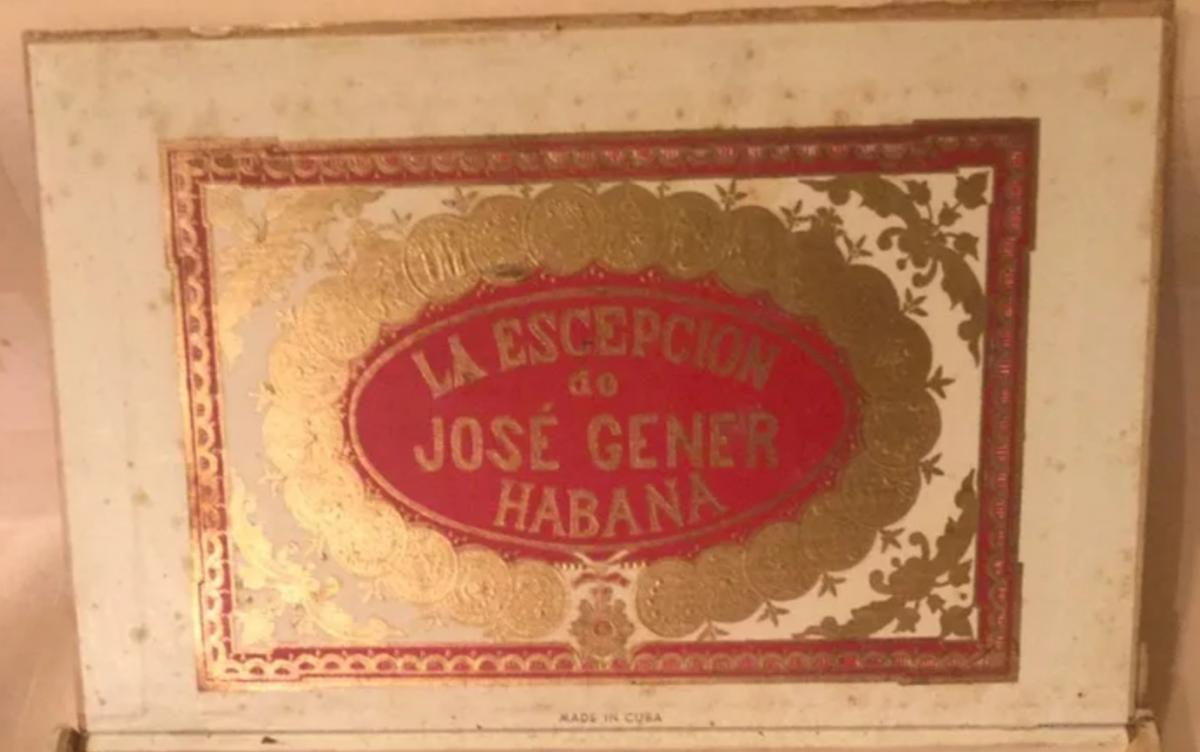 LA ESCEPCION
de
JOSÉ GENER
HABANA
MADE IN CUBA